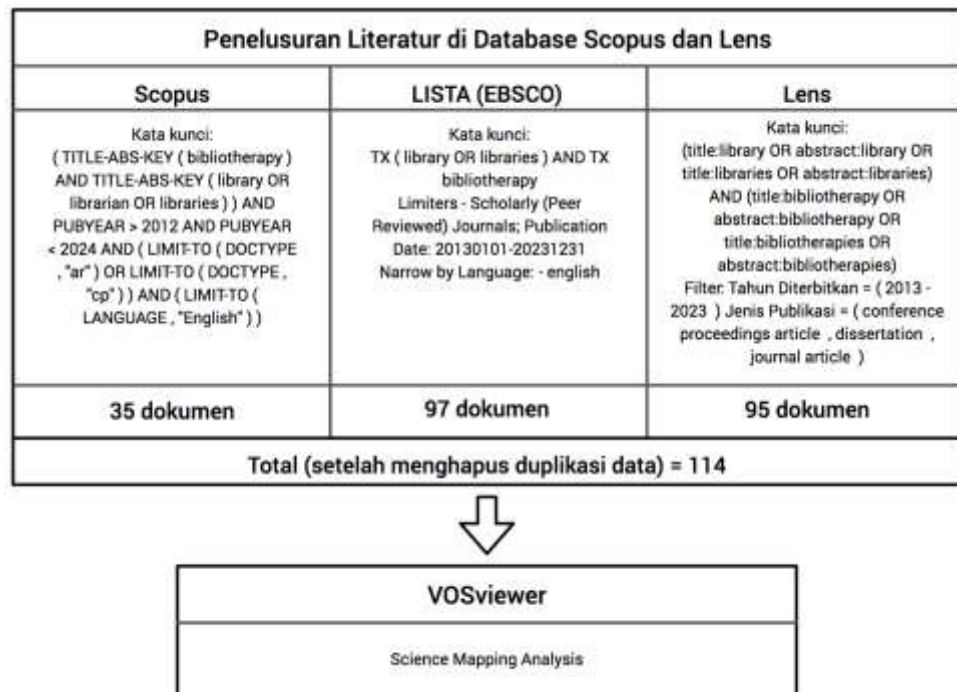 Penelusuran Literatur di Database Scopus dan Lens
Scopus
Kata kunci:
( TITLE-ABS-KEY ( bibliotherapy )
AND TITLE-ABS-KEY ( library OR
librarian OR libraries ) ) AND
PUBYEAR > 2012 AND PUBYEAR
< 2024 AND ( LIMIT-TO ( DOCTYPE
, "ar" ) OR LIMIT-TO ( DOCTYPE ,
"cp" ) ) AND ( LIMIT-TO (
LANGUAGE , "English" ) )
35 dokumen
LISTA (EBSCO)
Kata kunci:
TX ( library OR libraries ) AND TX
bibliotherapy
Limiters - Scholarly (Peer
Reviewed) Journals; Publication
Date: 20130101-20231231
Narrow by Language: - english
97 dokumen
Lens
Kata kunci:
(title:library OR abstract:library OR
title:libraries OR abstract:libraries)
AND (title:bibliotherapy OR
abstract:bibliotherapy OR
title:bibliotherapies OR
abstract:bibliotherapies)
Filter: Tahun Diterbitkan = ( 2013 -
2023 ) Jenis Publikasi = ( conference
proceedings article , dissertation ,
journal article )
95 dokumen
Total (setelah menghapus duplikasi data) = 114
VOSviewer
Science Mapping Analysis